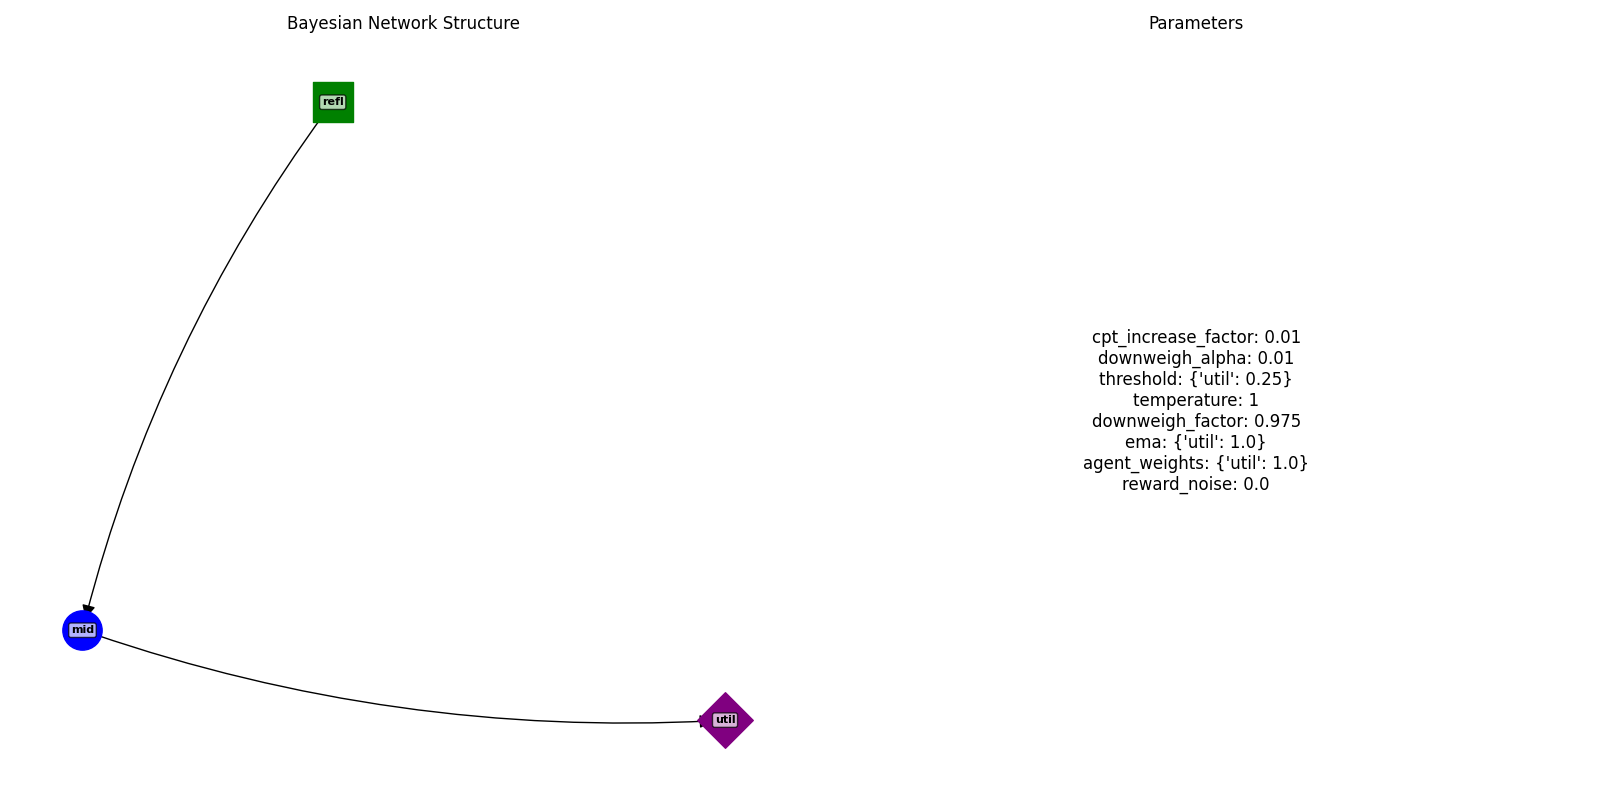 Bayesian Network Structure
Parameters
refl
mid
util
cpt_increase_factor: 0.01
downweigh_alpha: 0.01
threshold: {'util': 0.25}
temperature: 1
downweigh_factor: 0.975
ema: {'util': 1.0}
agent_weights: {'util': 1.0}
reward_noise: 0.0